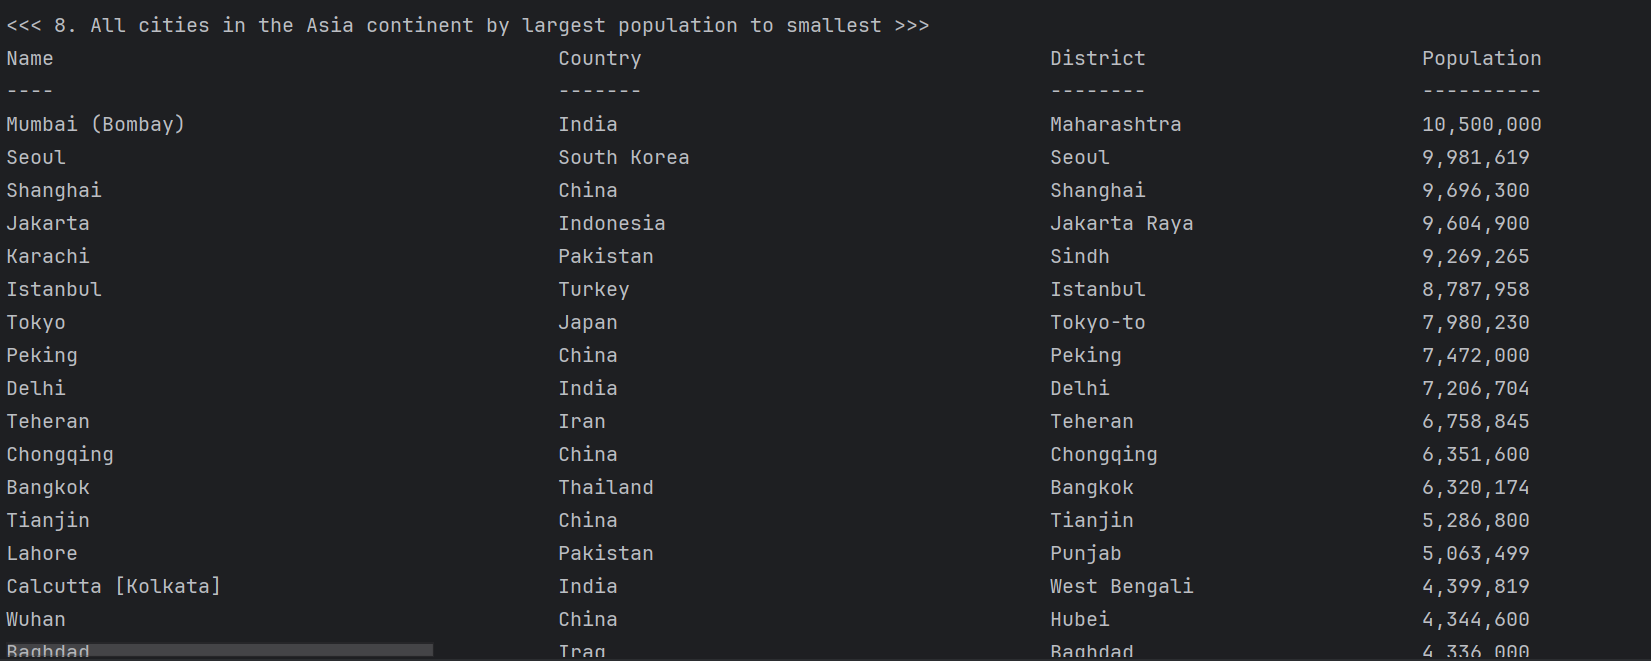 <<< 8. All cities in the Asia continent by largest population to smallest >>>
Name Country District Population
---- ------- -------- ----------
Mumbai (Bombay) India Maharashtra 10,500,000
Seoul South Korea Seoul 9,981,619
Shanghai China Shanghai 9,696,300
Jakarta Indonesia Jakarta Raya 9,604,900
Karachi Pakistan Sindh 9,269,265
Istanbul Turkey Istanbul 8,787,958
Tokyo Japan Tokyo-to 7,980,230
Peking China Peking 7,472,000
Delhi India Delhi 7,206,704
Teheran Iran Teheran 6,758,845
Chongqing China Chongqing 6,351,600
Bangkok Thailand Bangkok 6,320,174
Tianjin China Tianjin 5,286,800
Lahore Pakistan Punjab 5,063,499
Calcutta [Kolkata] India West Bengali 4,399,819
Wuhan China Hubei 4,344,600
Baghdad Iraq Baghdad 4,336,000